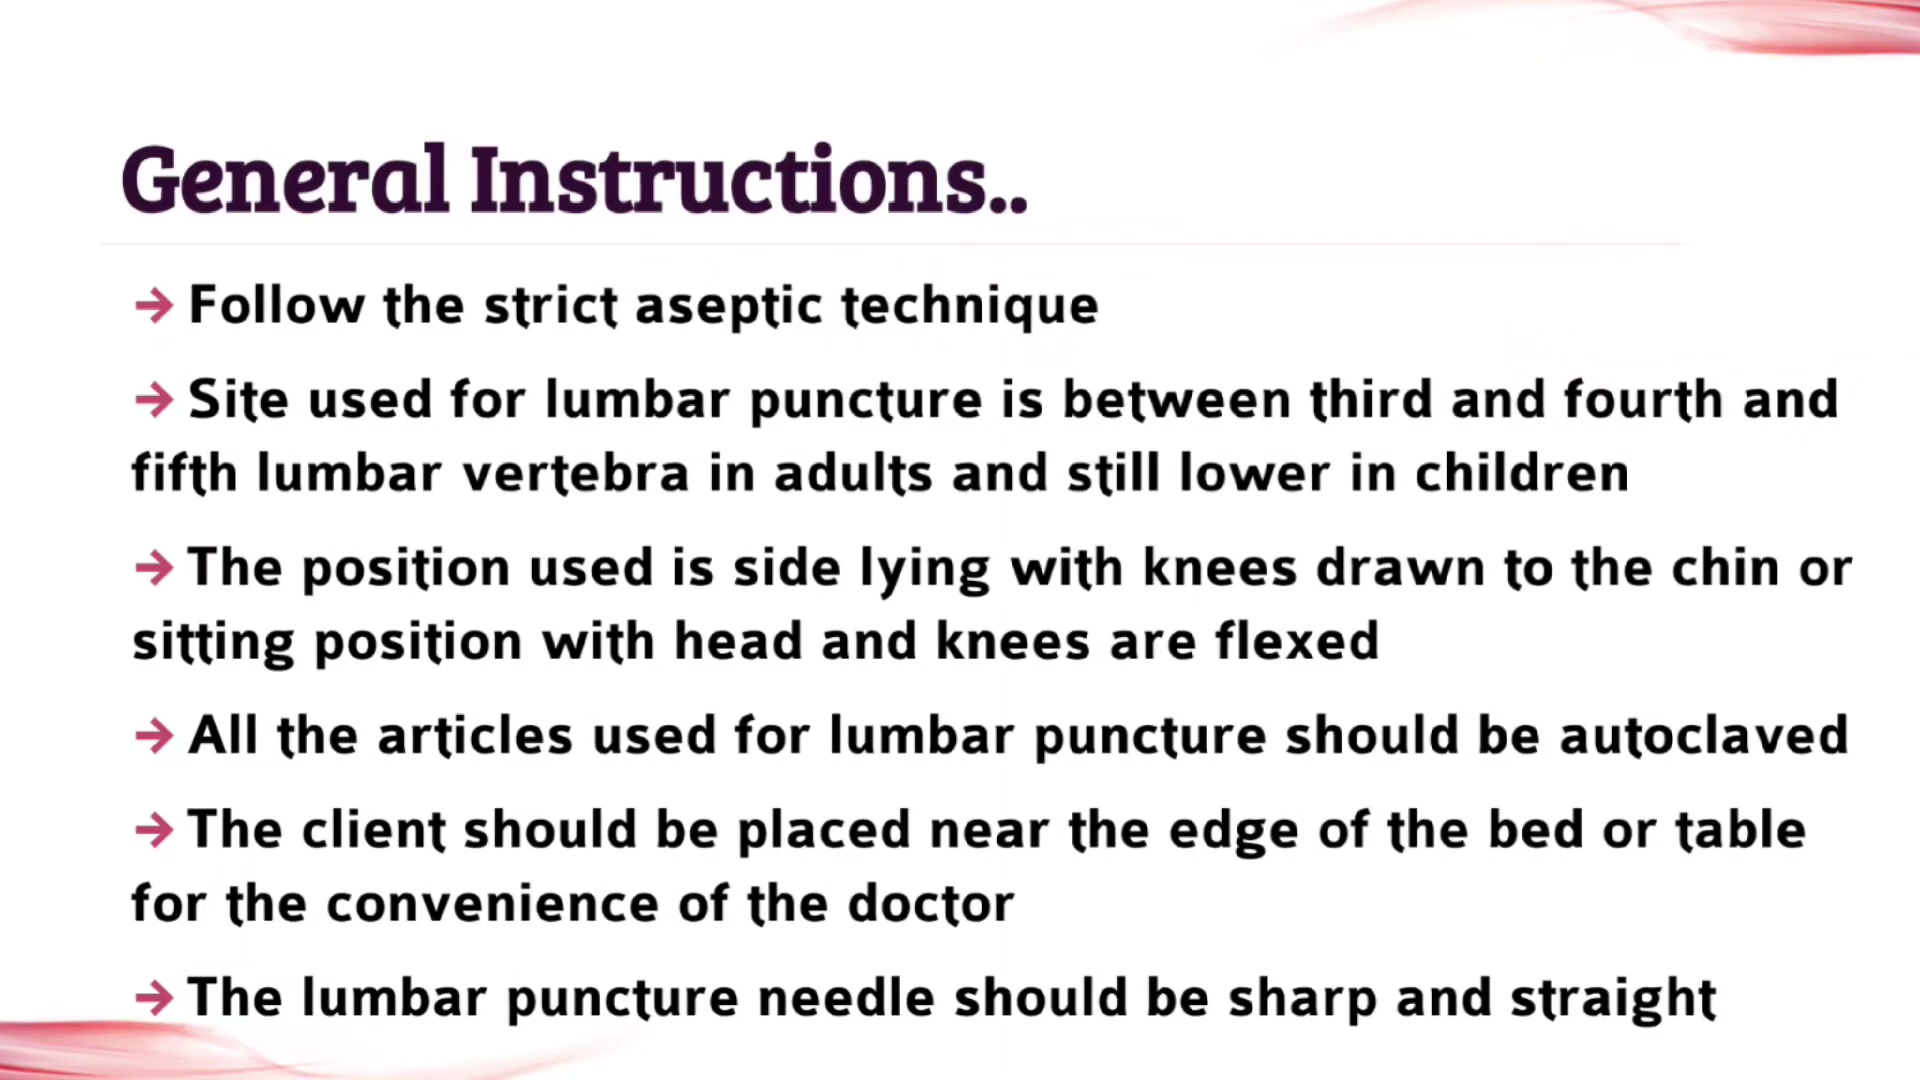 General Instructions..
→ Follow the strict aseptic technique
→ Site used for lumbar puncture is between third and fourth and
fifth lumbar vertebra in adults and still lower in children
→ The position used is side lying with knees drawn to the chin or
sitting position with head and knees are flexed
→ All the articles used for lumbar puncture should be autoclaved
→ The client should be placed near the edge of the bed or table
for the convenience of the doctor
→ The lumbar puncture needle should be sharp and straight